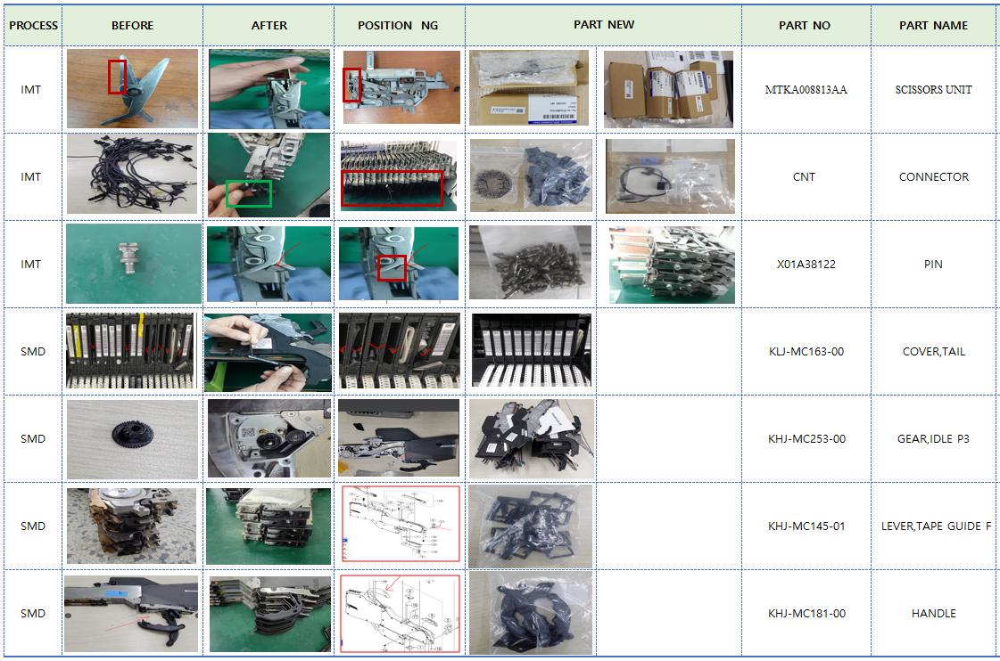 PROCESS BEFORE AFTER POSITION NG PART NEW PART NO PART NAME
IMT MTKA008813AA SCISSORS UNIT
IMT CNT CONNECTOR
IMT X01A38122 PIN
SMD KLJ-MC163-00 COVER,TAIL
SMD KHJ-MC253-00 GEAR,IDLE P3
SMD KHJ-MC145-01 LEVER,TAPE GUIDE F
SMD KHJ-MC181-00 HANDLE